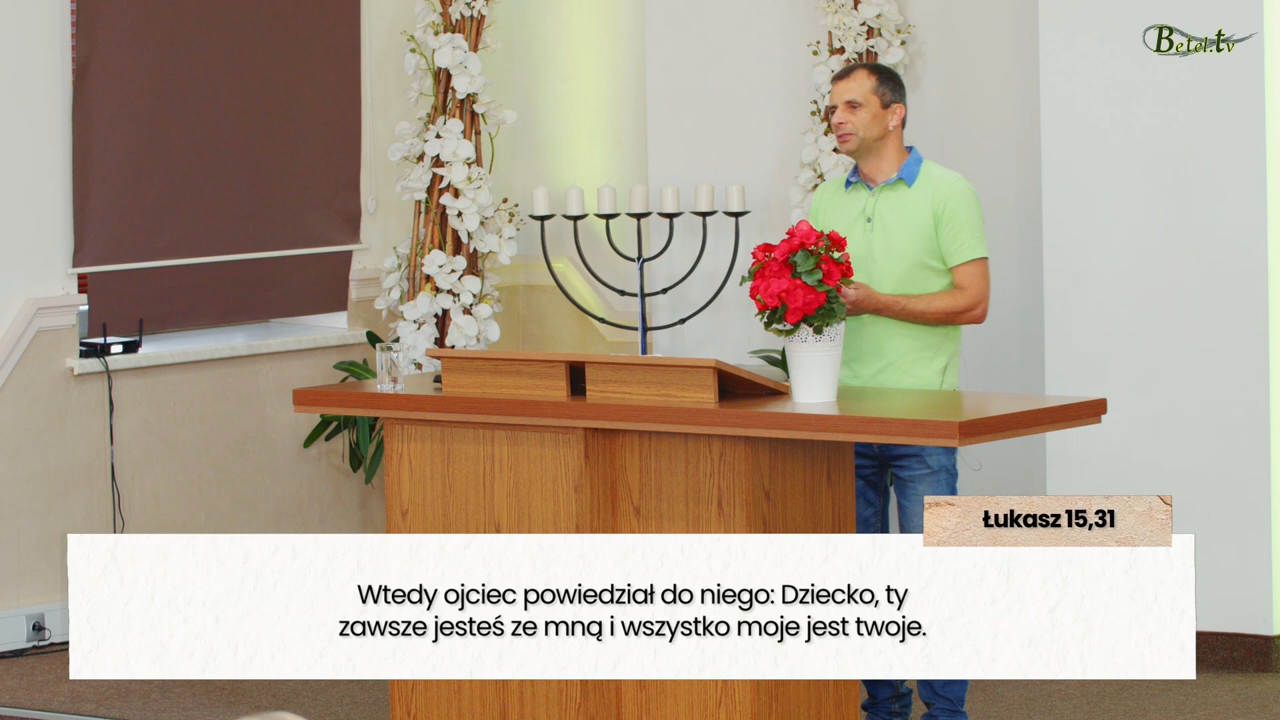 Betel.tv
Łukasz 15,31
Wtedy ojciec powiedział do niego: Dziecko, ty
zawsze jesteś ze mną i wszystko moje jest twoje.